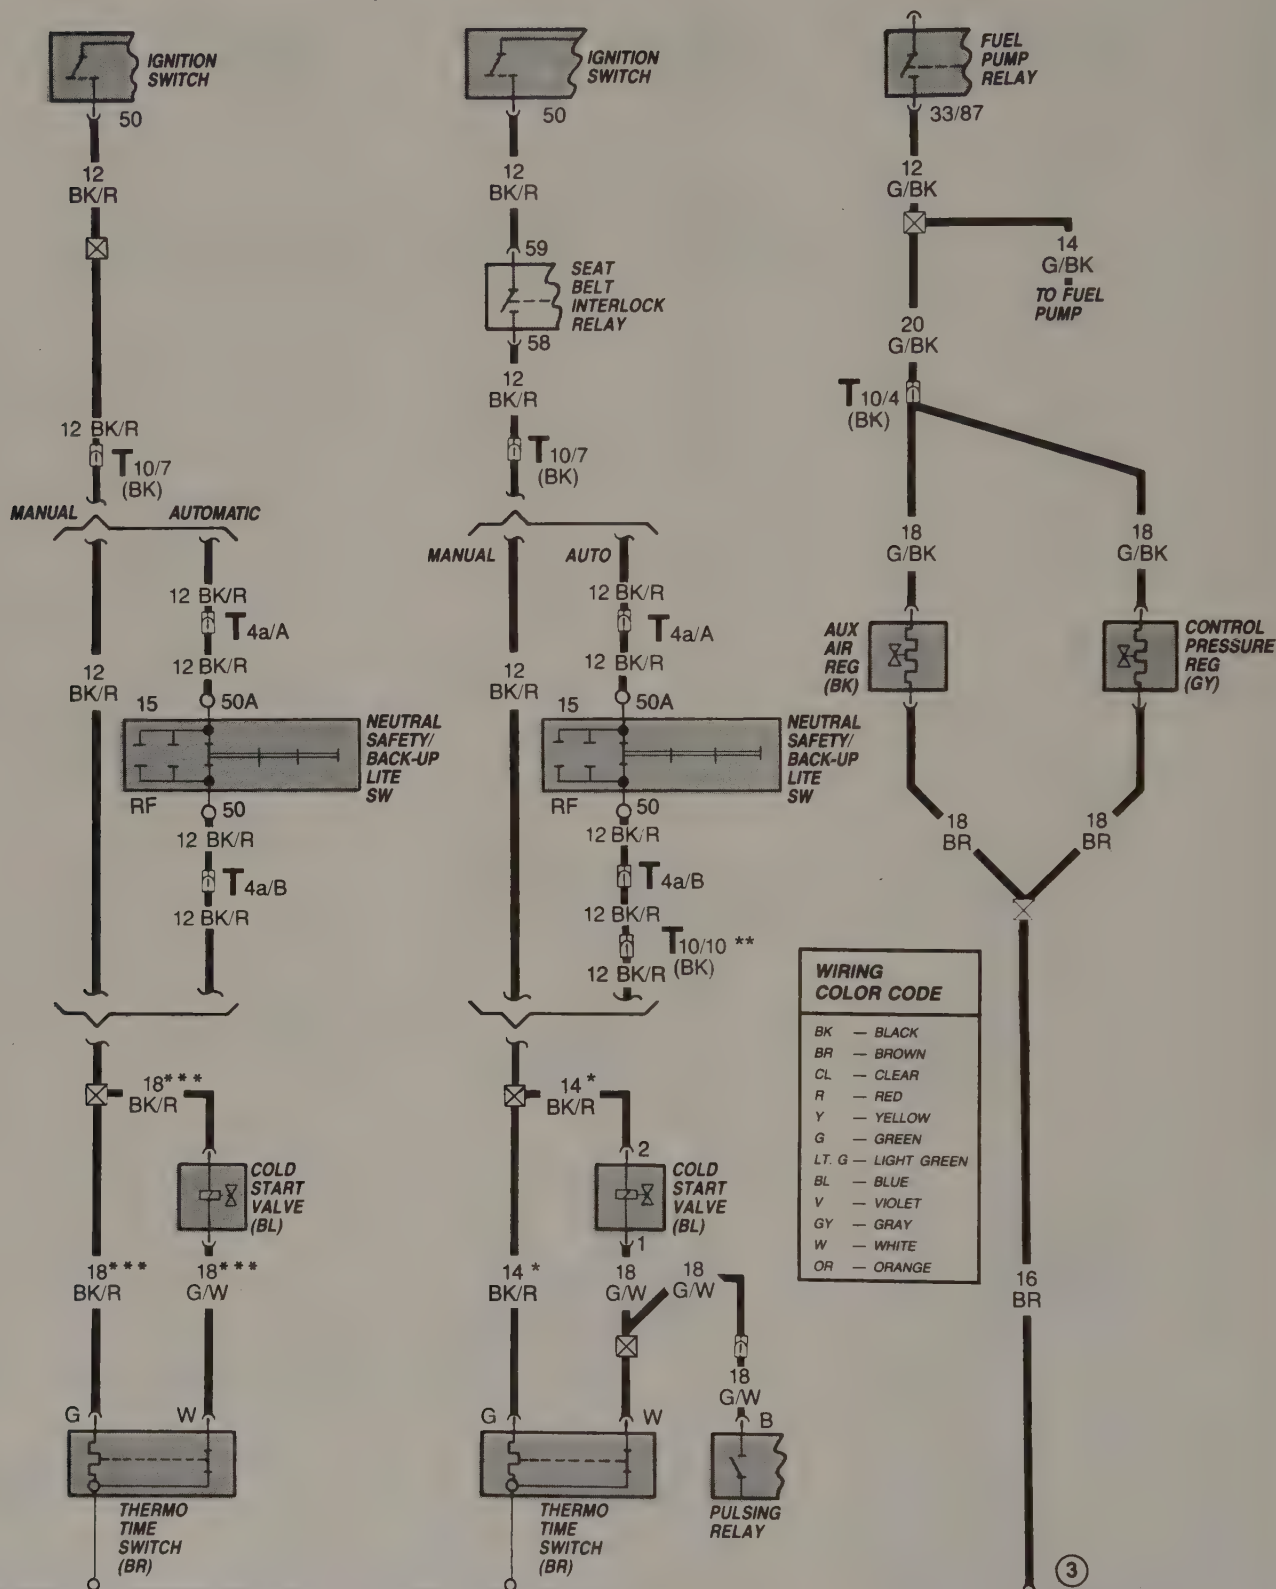 IGNITION
SWITCH
50
12
BK/R
12 BK/R
T10/7
(BK)
MANUAL
AUTOMATIC
12 BK/R
T4a/A
12 BK/R
12
BK/R
15
50A
NEUTRAL
SAFETY/
BACK-UP
LITE
SW
RF
50
12 BK/R
T4a/B
12 BK/R
18***
BK/R
COLD
START
VALVE
(BL)
18***
BK/R
18***
G/W
G
W
THERMO
TIME
SWITCH
(BR)
IGNITION
SWITCH
50
12
BK/R
59
SEAT
BELT
INTERLOCK
RELAY
58
12
BK/R
T10/7
(BK)
MANUAL
AUTO
12 BK/R
T4a/A
12 BK/R
12
BK/R
15
50A
NEUTRAL
SAFETY/
BACK-UP
LITE
SW
RF
50
12 BK/R
T4a/B
12 BK/R
T10/10 **
(BK)
12 BK/R
14 *
BK/R
2
COLD
START
VALVE
(BL)
1
14 *
BK/R
18
G/W
18
G/W
18
G/W
G
W
B
THERMO
TIME
SWITCH
(BR)
PULSING
RELAY
FUEL
PUMP
RELAY
33/87
12
G/BK
14
G/BK
TO FUEL
PUMP
20
G/BK
T10/4
(BK)
18
G/BK
18
G/BK
AUX
AIR
REG
(BK)
CONTROL
PRESSURE
REG
(GY)
18
BR
18
BR
WIRING
COLOR CODE
BK — BLACK
BR — BROWN
CL — CLEAR
R — RED
Y — YELLOW
G — GREEN
LT. G — LIGHT GREEN
BL — BLUE
V — VIOLET
GY — GRAY
W — WHITE
OR — ORANGE
16
BR
3